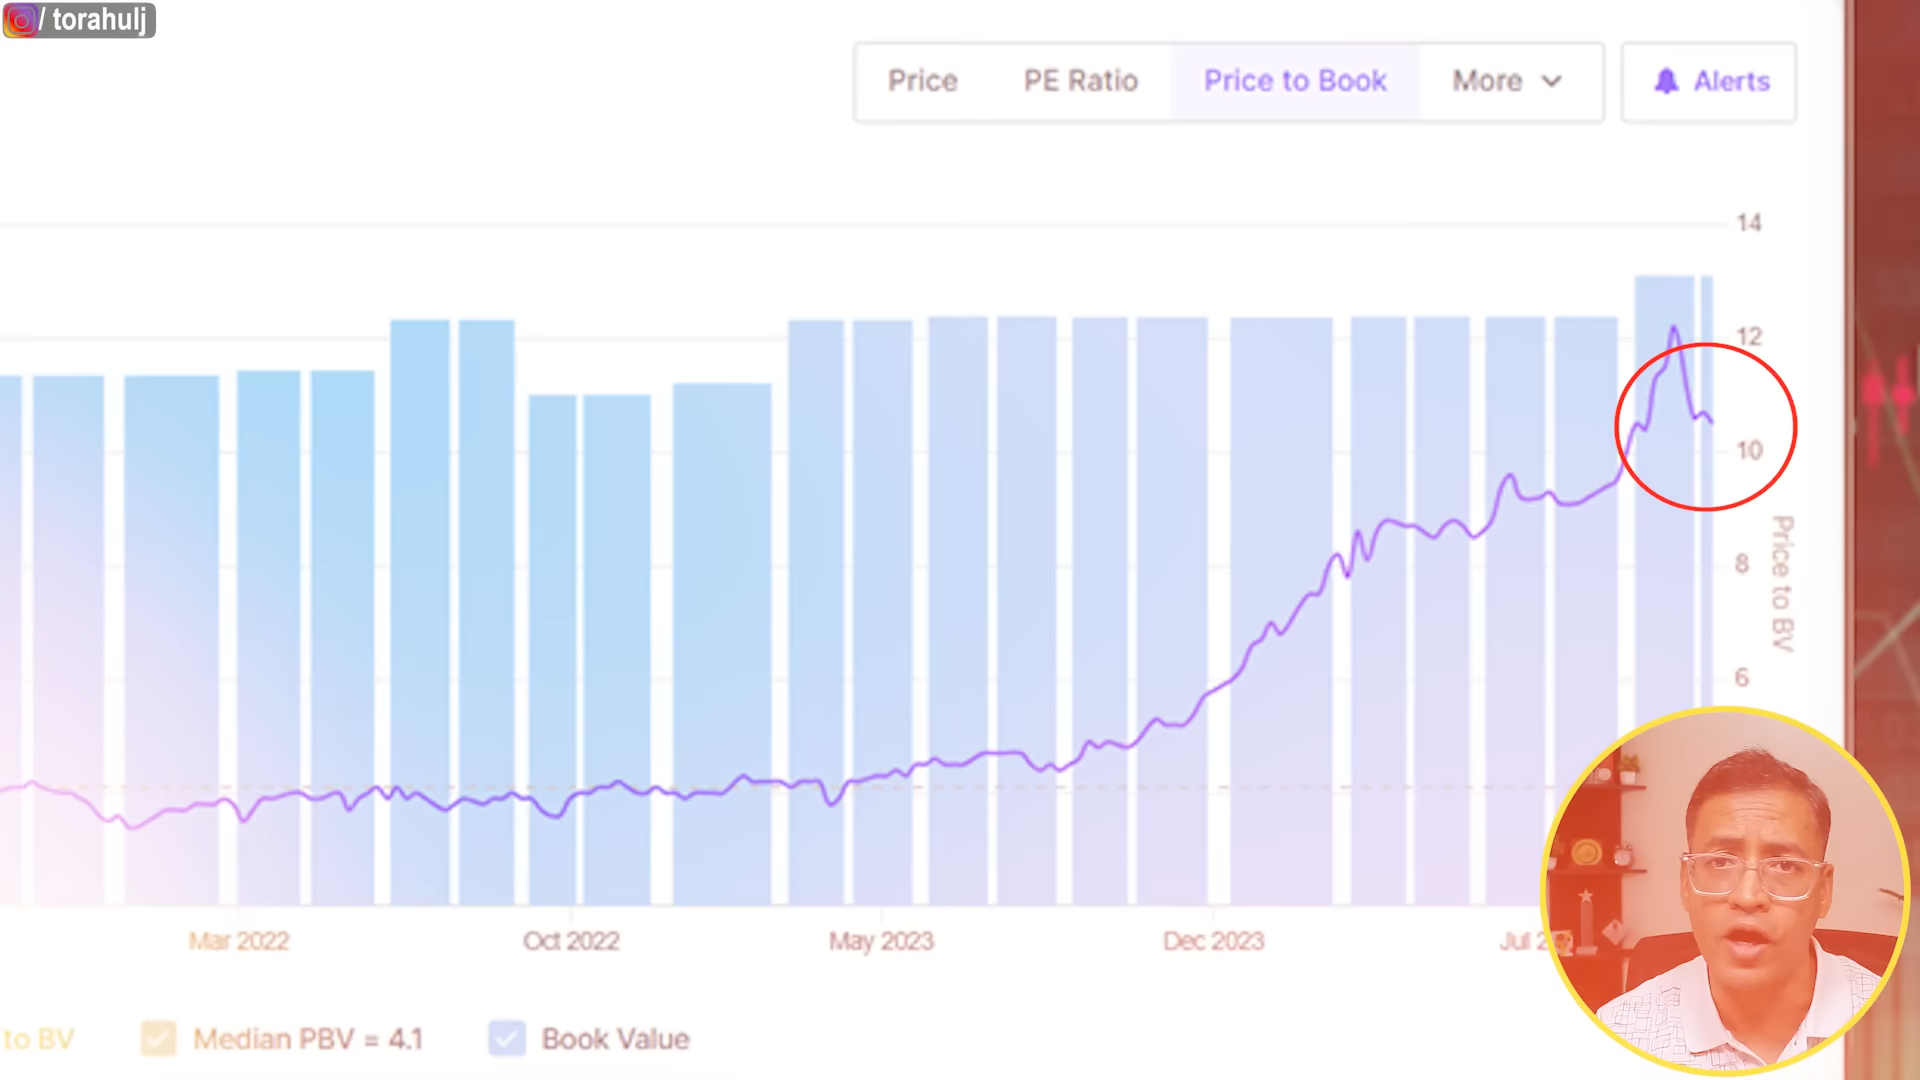 / torahulj
Price PE Ratio Price to Book More Alerts
14
12
10
8
6
Price to BV
Mar 2022 Oct 2022 May 2023 Dec 2023 Jul
to BV Median PBV = 4.1 Book Value